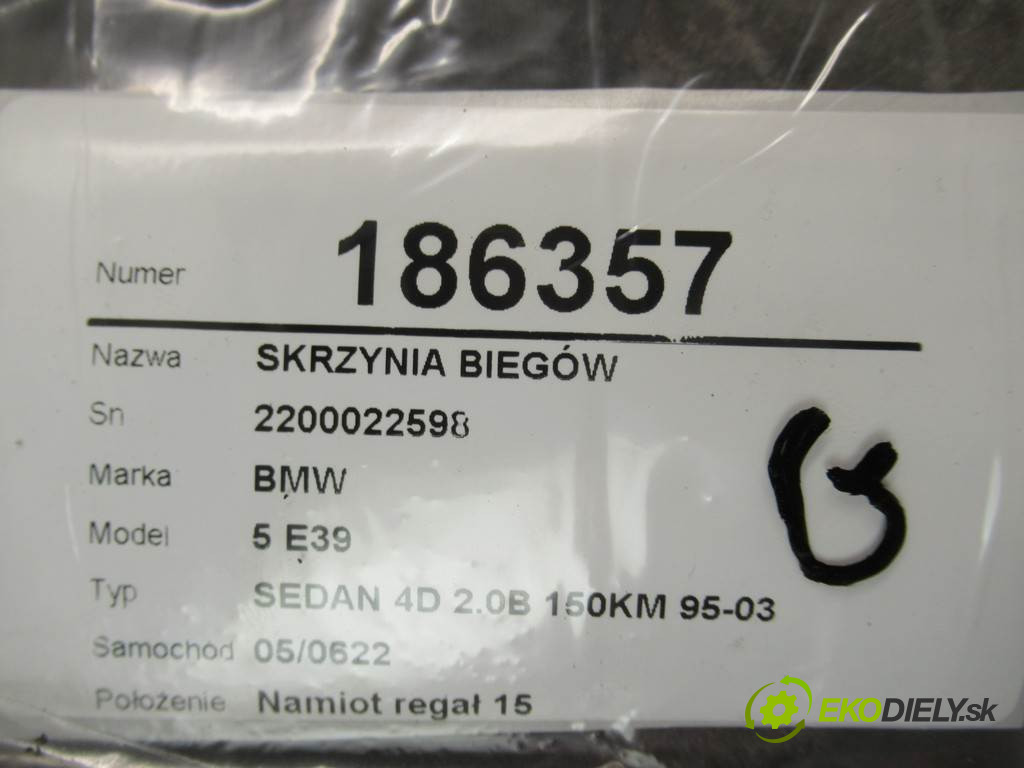 Numer 186357
Nazwa SKRZYNIA BIEGÓW
Sn 2200022598
Marka BMW
Model 5 E39
Typ SEDAN 4D 2.0B 150KM 95-03
Samochod 05/0622
Położenie Namiot regał 15
EKODIELY.sk